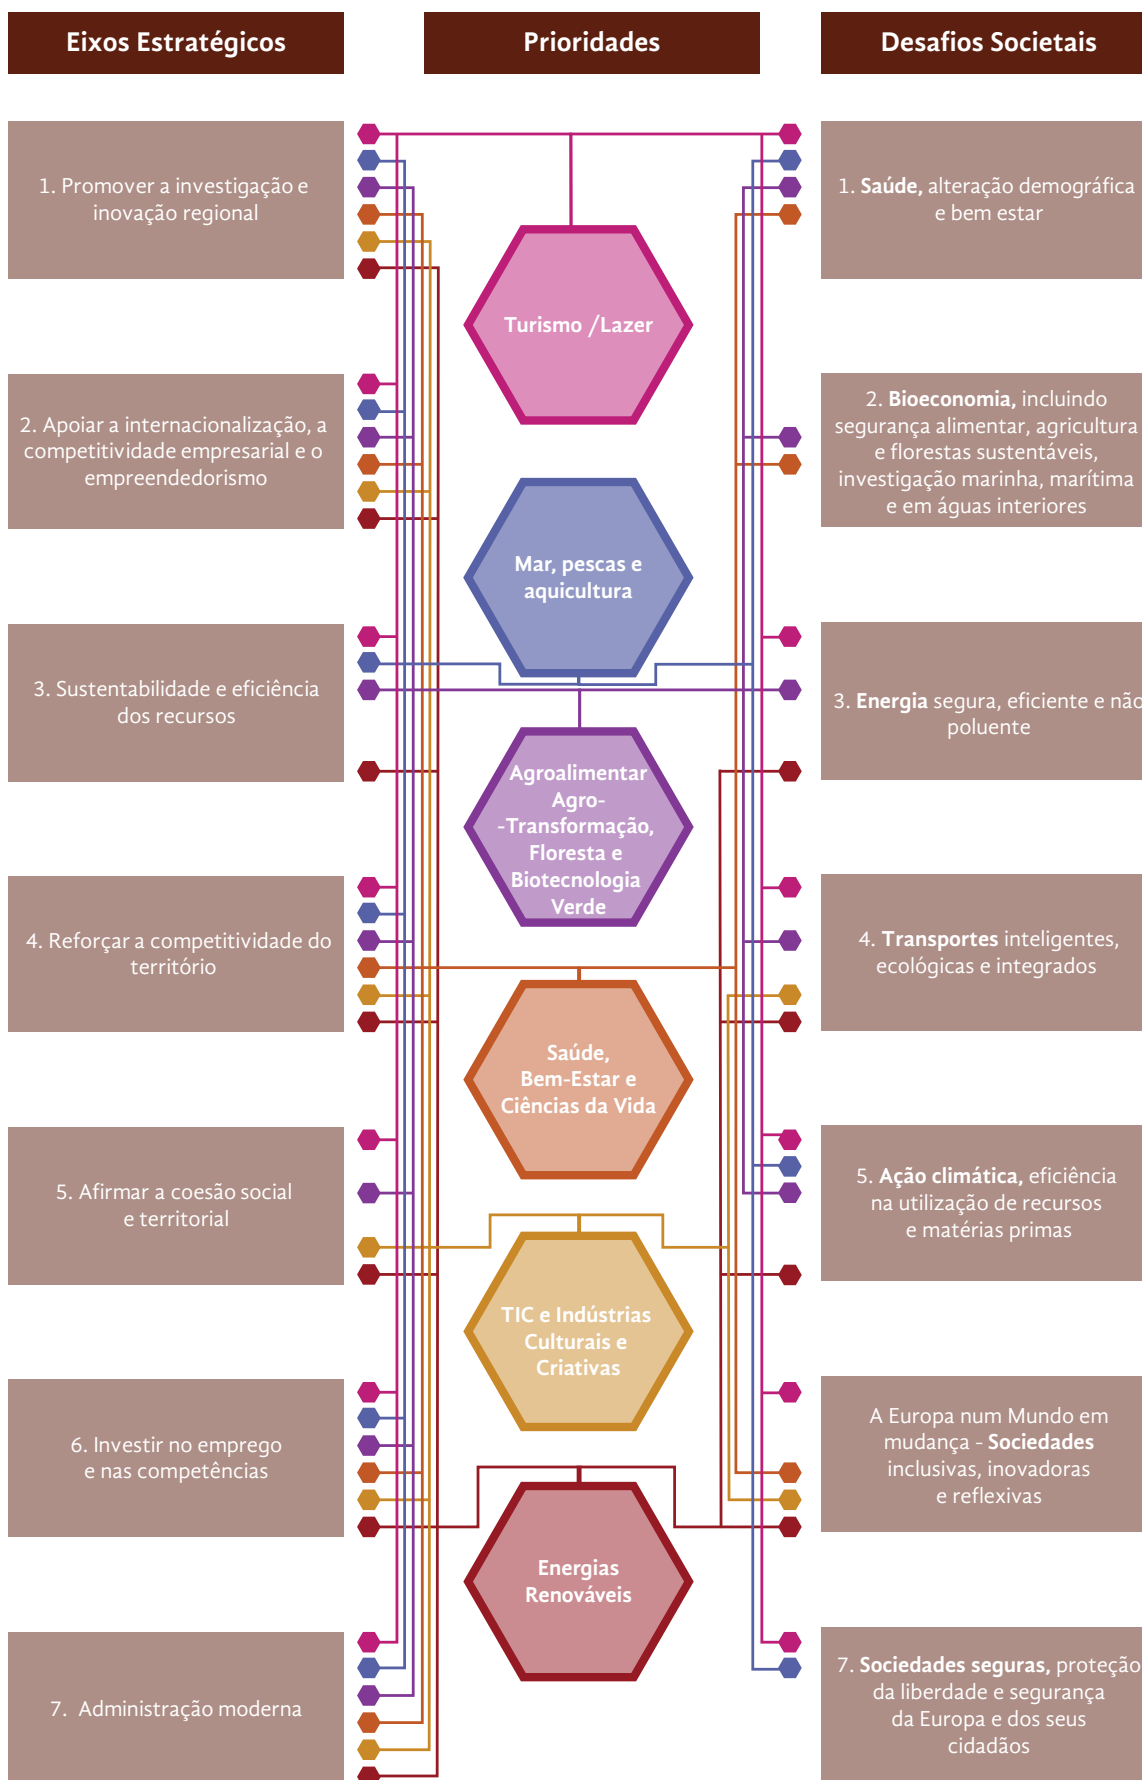 Eixos Estratégicos
Prioridades
Desafios Societais
1. Promover a investigação e
inovação regional
2. Apoiar a internacionalização, a
competitividade empresarial e o
empreendedorismo
3. Sustentabilidade e eficiência
dos recursos
4. Reforçar a competitividade do
território
5. Afirmar a coesão social
e territorial
6. Investir no emprego
e nas competências
7. Administração moderna
Turismo /Lazer
Mar, pescas e
aquicultura
Agroalimentar
Agro-
-Transformação,
Floresta e
Biotecnologia
Verde
Saúde,
Bem-Estar e
Ciências da Vida
TIC e Indústrias
Culturais e
Criativas
Energias
Renováveis
1. Saúde, alteração demográfica
e bem estar
2. Bioeconomia, incluindo
segurança alimentar, agricultura
e florestas sustentáveis,
investigação marinha, marítima
e em águas interiores
3. Energia segura, eficiente e não
poluente
4. Transportes inteligentes,
ecológicas e integrados
5. Ação climática, eficiência
na utilização de recursos
e matérias primas
A Europa num Mundo em
mudança - Sociedades
inclusivas, inovadoras
e reflexivas
7. Sociedades seguras, proteção
da liberdade e segurança
da Europa e dos seus
cidadãos